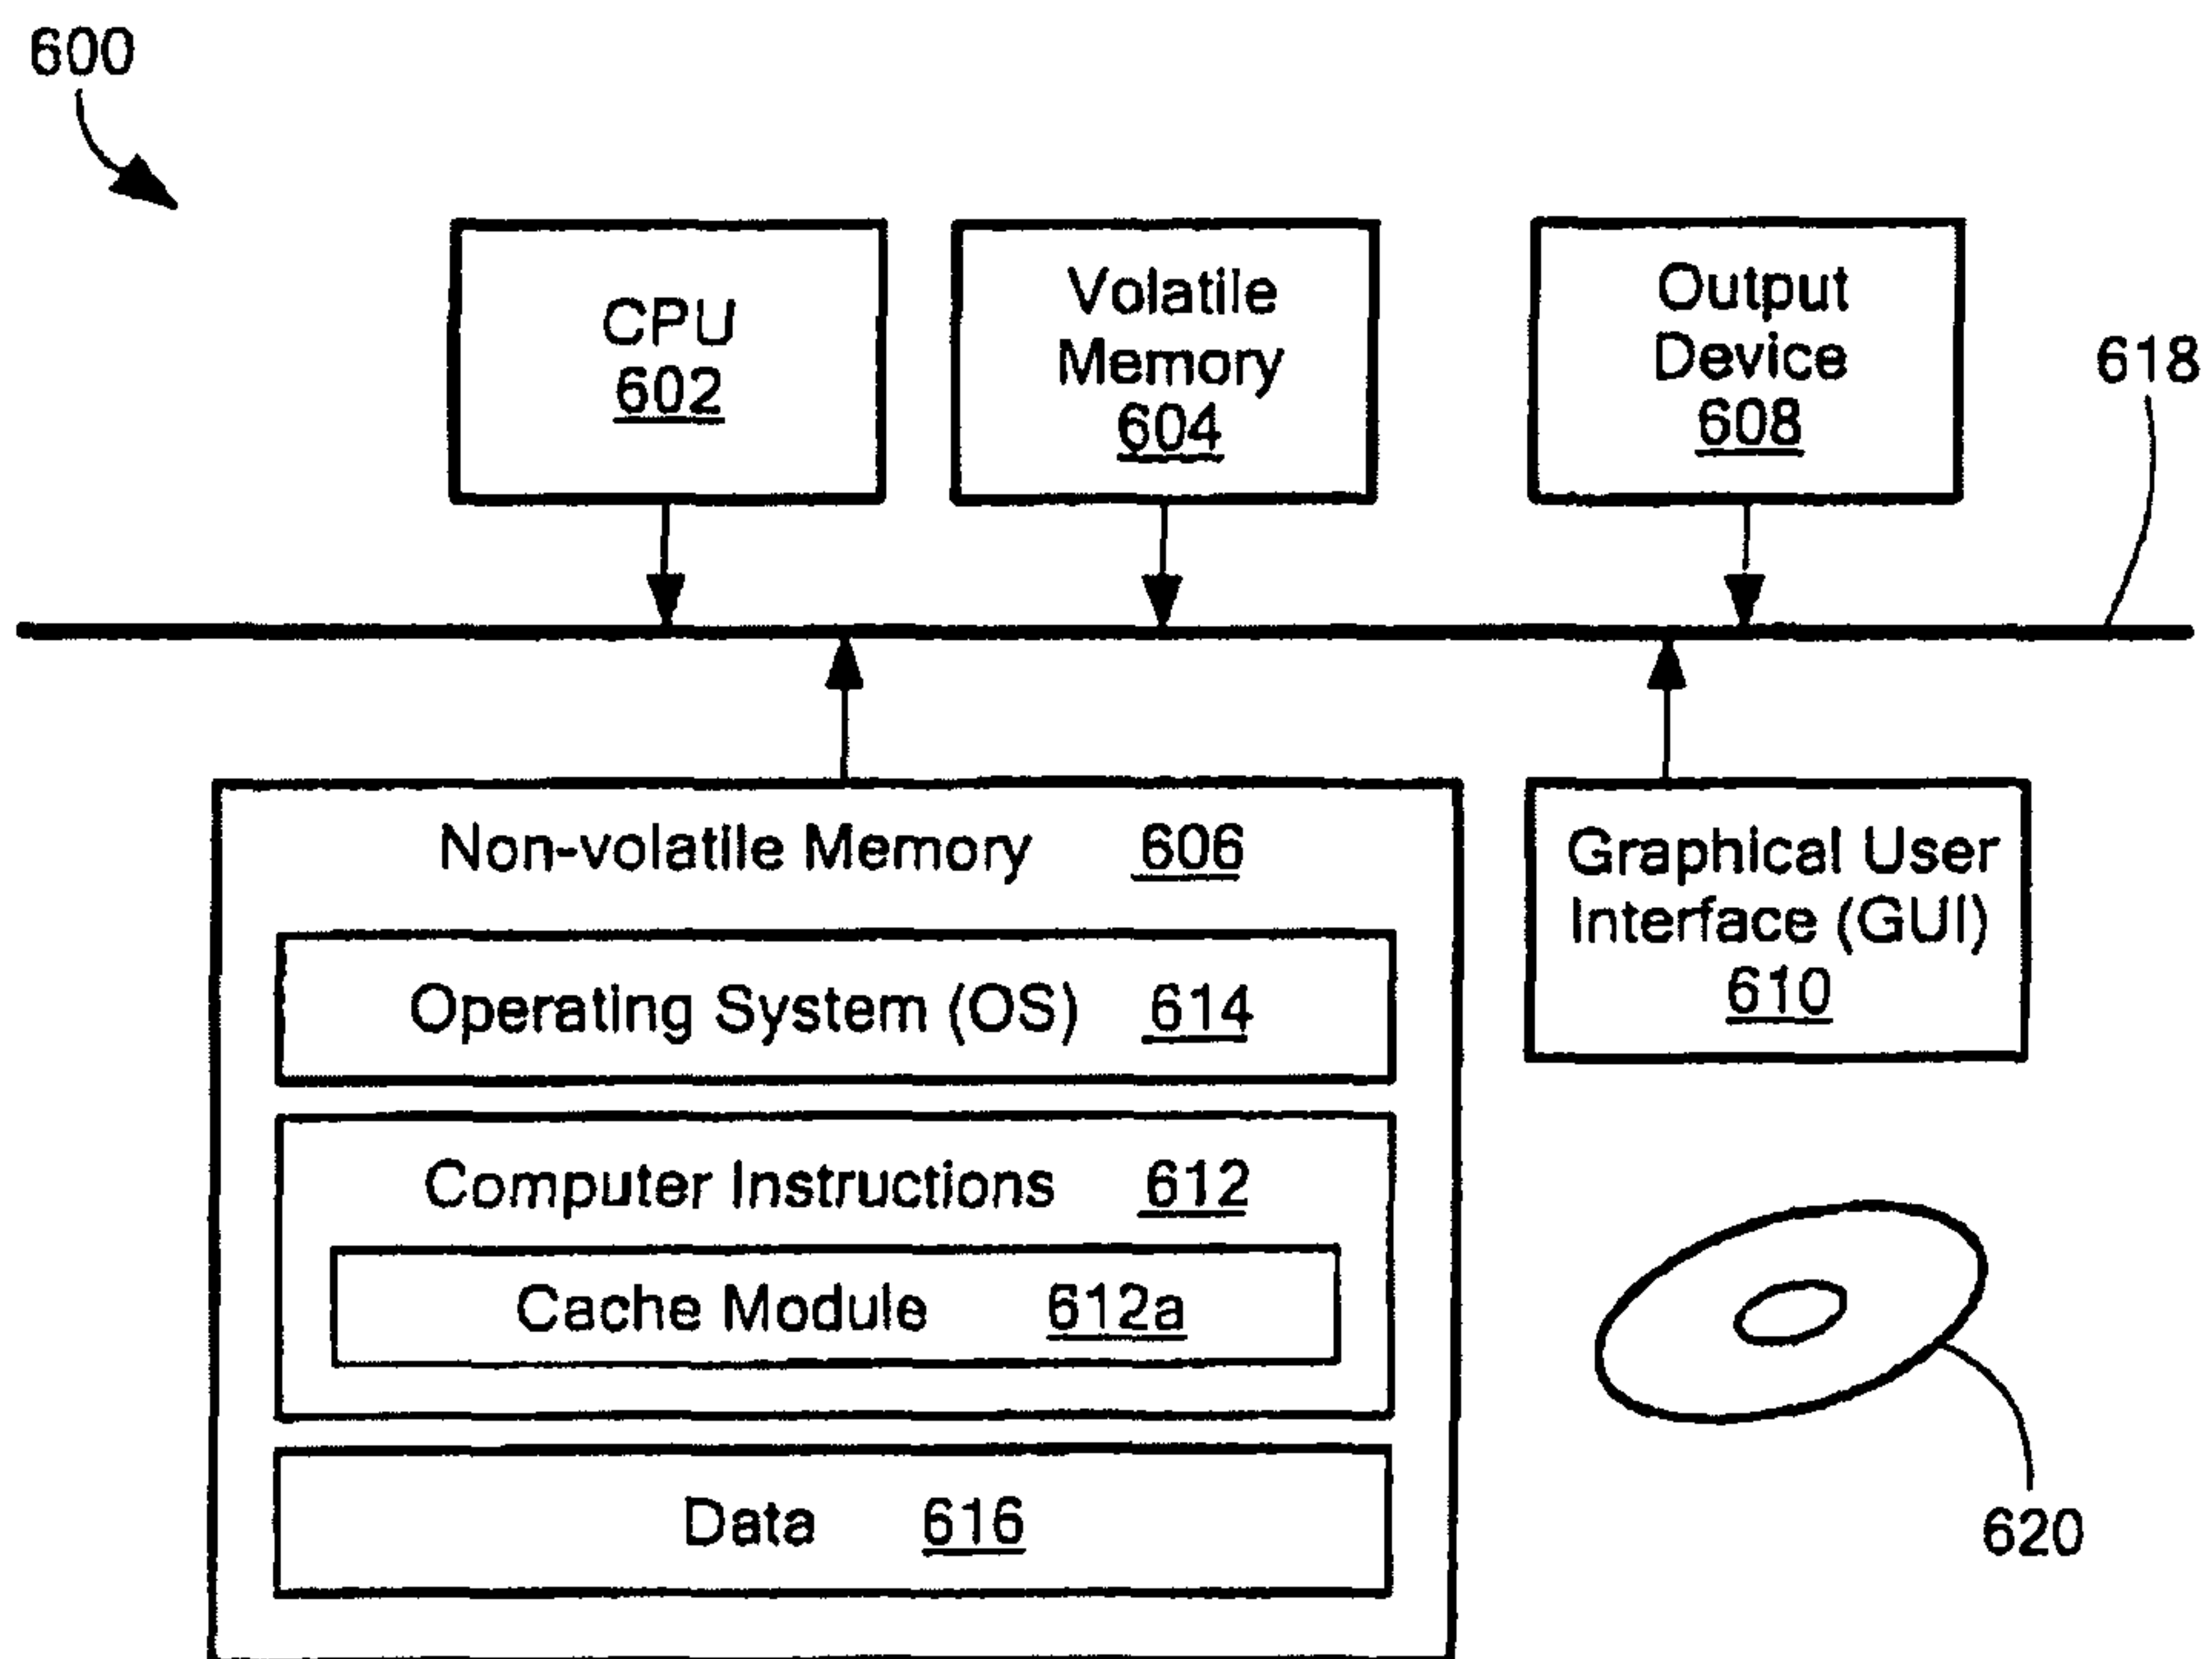 600
CPU
602
Volatile
Memory
604
Output
Device
608
618
Non-volatile Memory 606
Operating System (OS) 614
Computer Instructions 612
Cache Module 612a
Data 616
Graphical User
Interface (GUI)
610
620